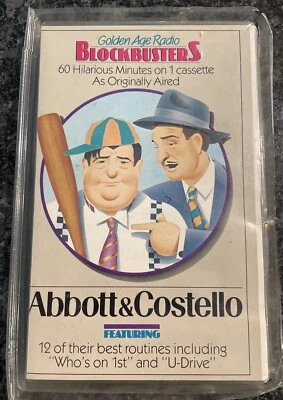 Golden Age Radio
BLOCKBUSTERS
60 Hilarious Minutes on 1 cassette
As Originally Aired
Abbott&Costello
FEATURING
12 of their best routines including
"Who's on 1st" and "U-Drive"